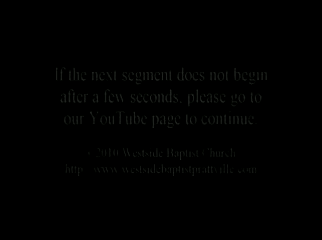 If the next segment does not begin
after a few seconds, please go to
our YouTube page to continue
2010 Westside Baptist Church
http://www.westsidebaptistprattville.com